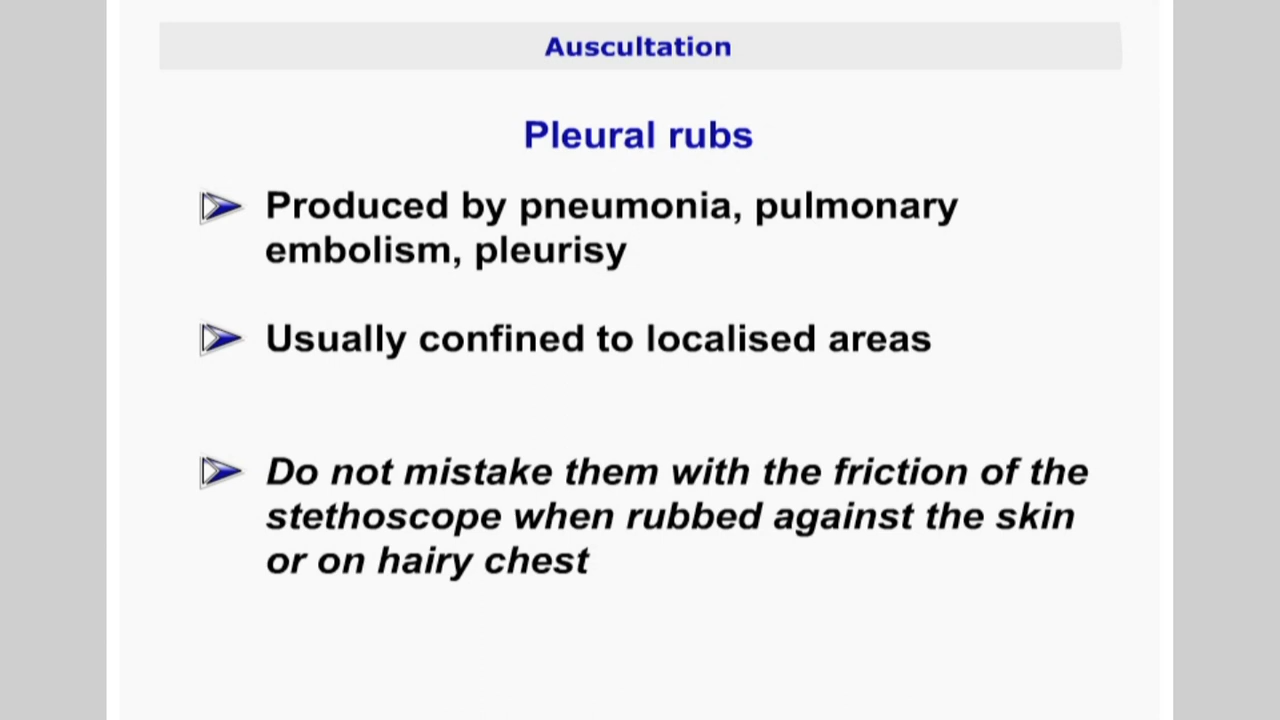 Auscultation
Pleural rubs
Produced by pneumonia, pulmonary
embolism, pleurisy
Usually confined to localised areas
Do not mistake them with the friction of the
stethoscope when rubbed against the skin
or on hairy chest